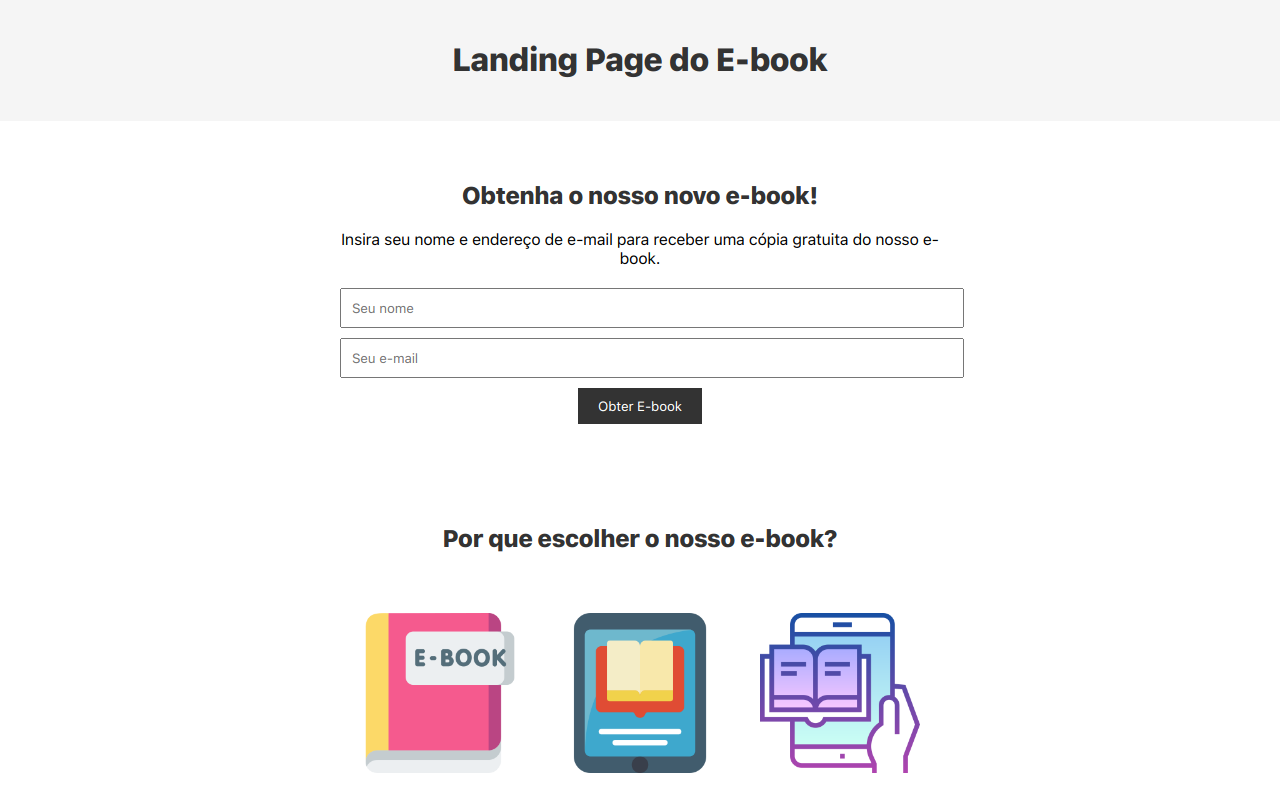 Landing Page do E-book
Obtenha o nosso novo e-book!
Insira seu nome e endereço de e-mail para receber uma cópia gratuita do nosso e-
book.
Seu nome
Seu e-mail
Obter E-book
Por que escolher o nosso e-book?
E-BOOK